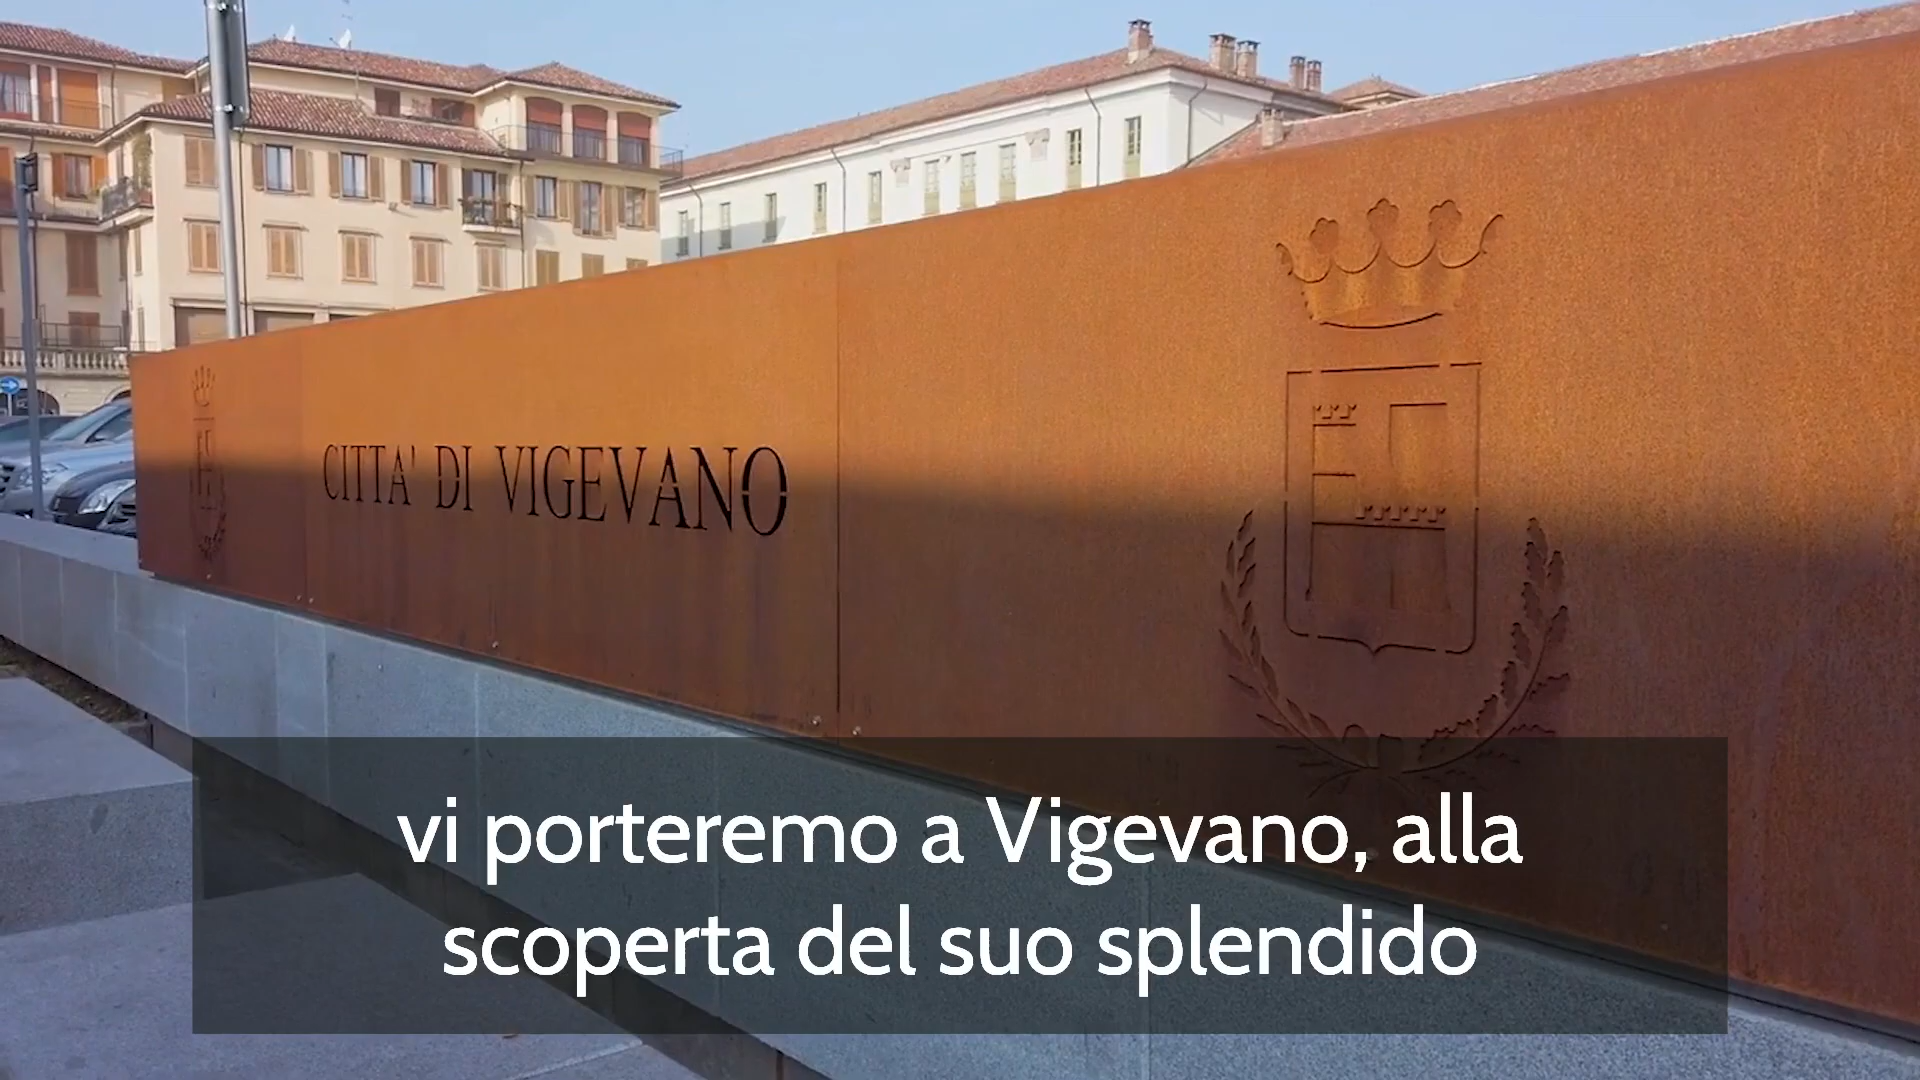 CITTA' DI VIGEVANO
vi porteremo a Vigevano, alla
scoperta del suo splendido